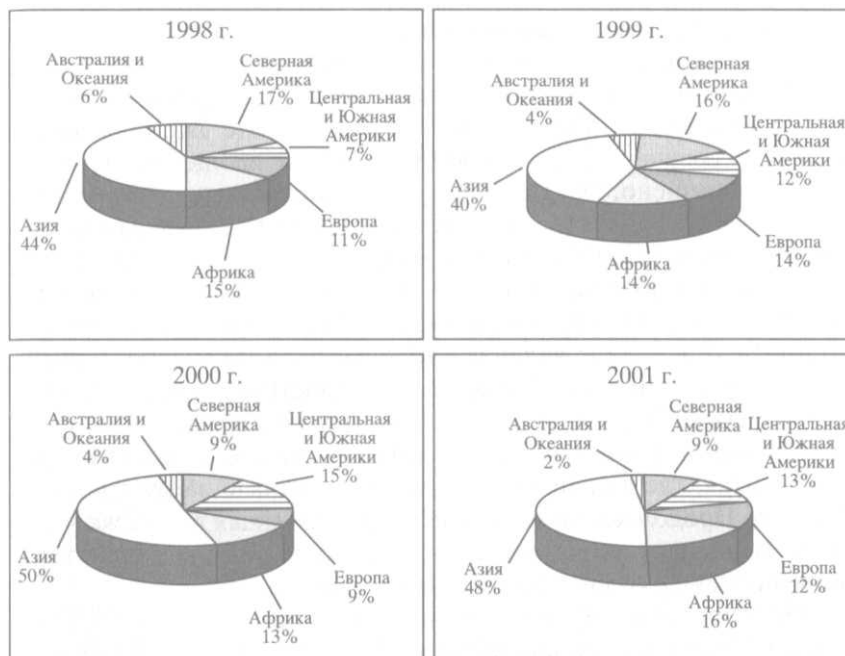 1998 г.
Австралия и
Океания
6%
Северная
Америка
17%
Центральная
и Южная
Америки
7%
Азия
44%
Африка
15%
Европа
11%
1999 г.
Австралия и
Океания
4%
Северная
Америка
16%
Центральная
и Южная
Америки
12%
Азия
40%
Африка
14%
Европа
14%
2000 г.
Австралия и
Океания
4%
Северная
Америка
9%
Центральная
и Южная
Америки
15%
Азия
50%
Африка
13%
Европа
9%
2001 г.
Австралия и
Океания
2%
Северная
Америка
9%
Центральная
и Южная
Америки
13%
Азия
48%
Африка
16%
Европа
12%